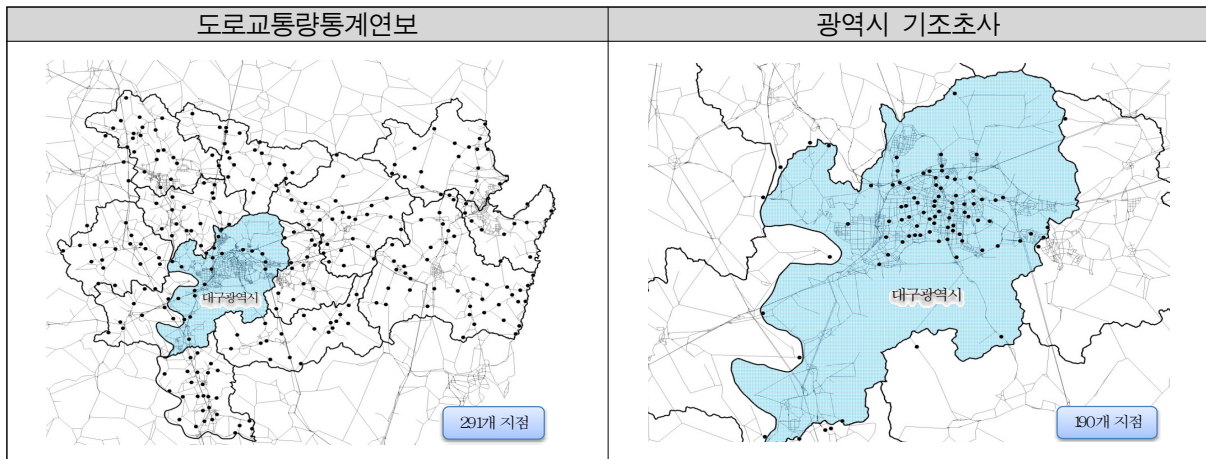 도로교통량통계연보
광역시 기조초사
대구광역시
291개 지점
대구광역시
190개 지점